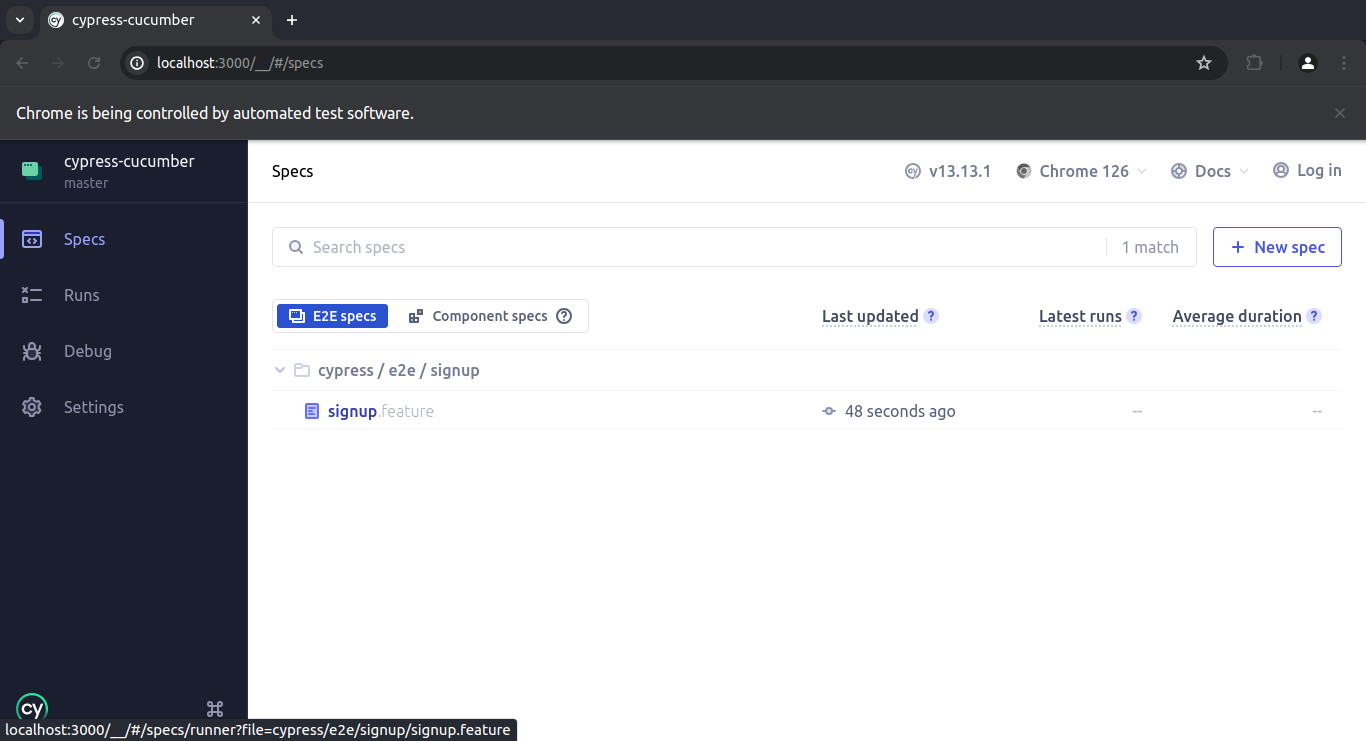 cypress-cucumber
localhost:3000/__/#/specs
Chrome is being controlled by automated test software.
cypress-cucumber
master
Specs
Runs
Debug
Settings
cy
Specs
v13.13.1
Chrome 126
Docs
Log in
Search specs
1 match
+ New spec
E2E specs
Component specs ?
Last updated ?
Latest runs ?
Average duration ?
cypress / e2e / signup
signup.feature
48 seconds ago
--
--
localhost:3000/__/#/specs/runner?file=cypress/e2e/signup/signup.feature